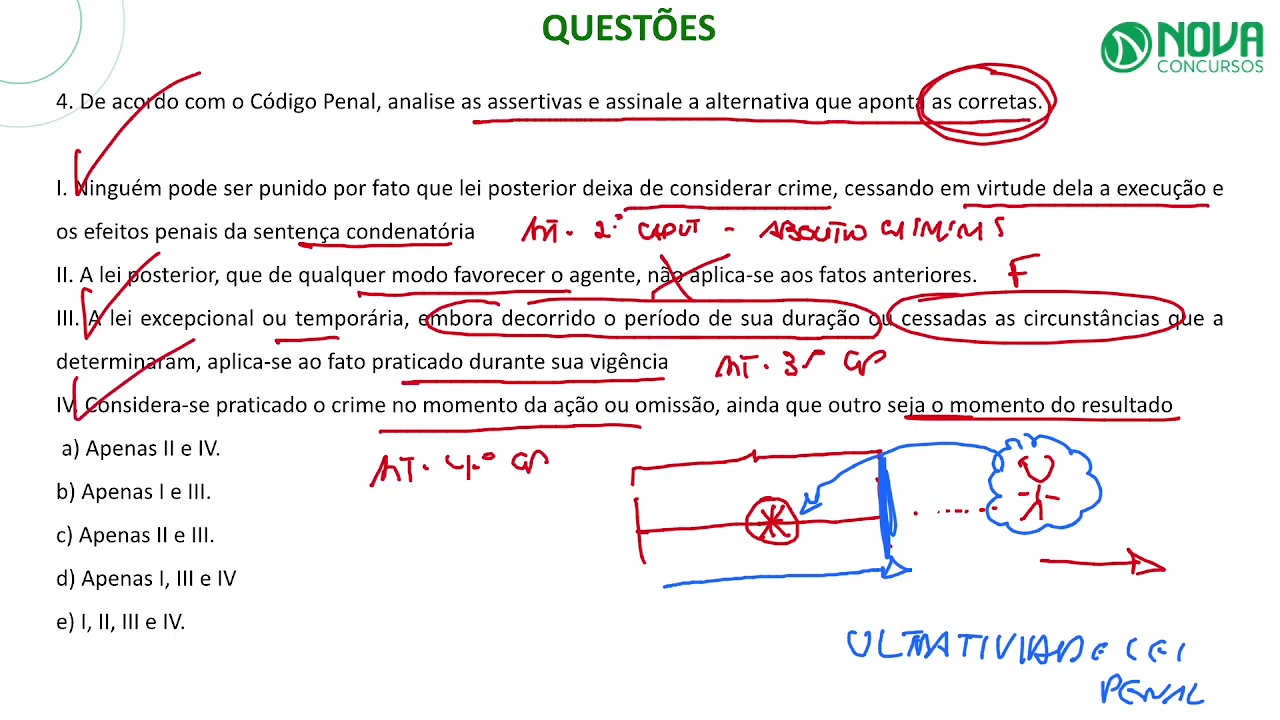 QUESTÕES
NOVA
CONCURSOS
4. De acordo com o Código Penal, analise as assertivas e assinale a alternativa que aponta as corretas.
I. Ninguém pode ser punido por fato que lei posterior deixa de considerar crime, cessando em virtude dela a execução e
os efeitos penais da sentença condenatória
ART. 2º CAPUT - ABOLITIO CRIMINIS
II. A lei posterior, que de qualquer modo favorecer o agente, não aplica-se aos fatos anteriores. F
III. A lei excepcional ou temporária, embora decorrido o período de sua duração ou cessadas as circunstâncias que a
determinaram, aplica-se ao fato praticado durante sua vigência
ART. 3º CP
IV. Considera-se praticado o crime no momento da ação ou omissão, ainda que outro seja o momento do resultado
a) Apenas II e IV.
ART. 4.º CP
b) Apenas I e III.
c) Apenas II e III.
d) Apenas I, III e IV
e) I, II, III e IV.
ULTRATIVIDADE LEI
PENAL